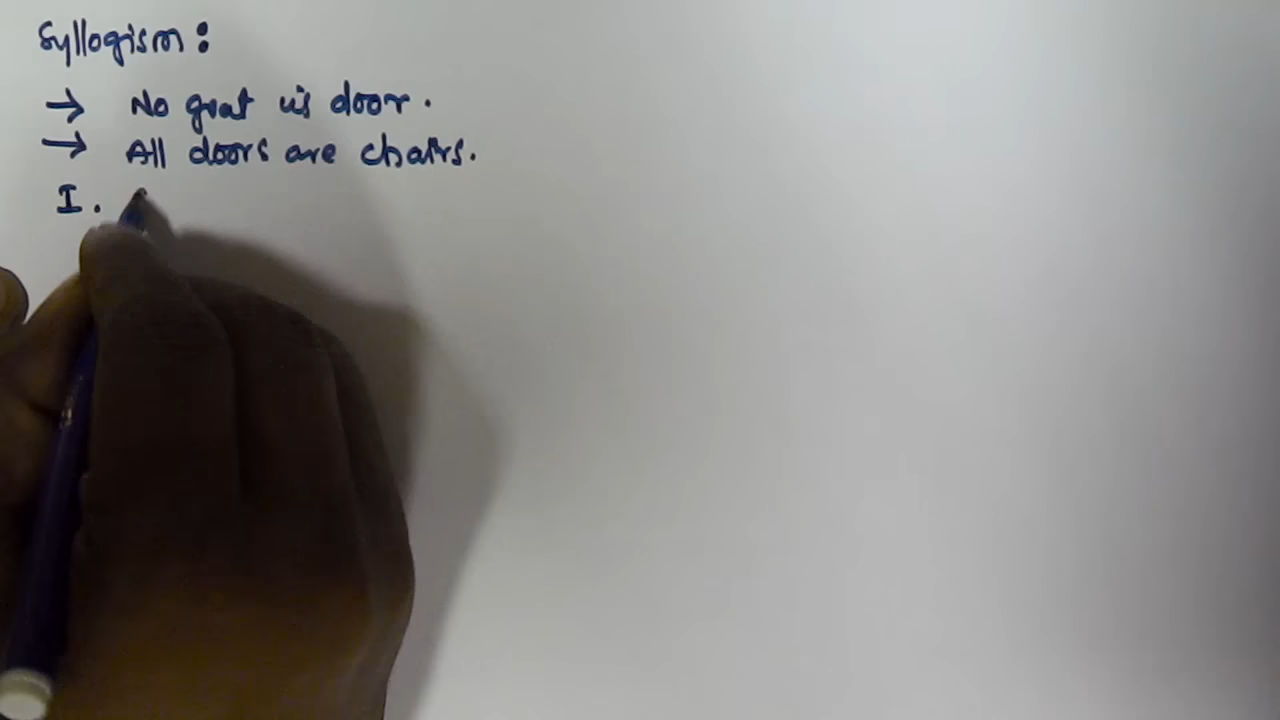 Syllogism:
→ No goat is door.
→ All doors are chairs.
I.